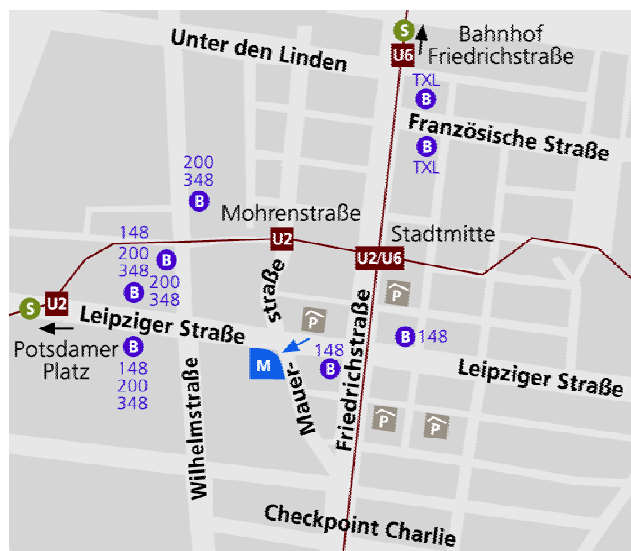 S
Bahnhof
Friedrichstraße
Unter den Linden
U6
TXL
B
Französische Straße
B
TXL
200
348
B
Mohrenstraße
148
U2
Stadtmitte
200
348
B
U2/U6
B
200
348
straße
S
U2
P
P
Leipziger Straße
Friedrichstraße
B
148
Potsdamer
Platz
B
148
M
B
Leipziger Straße
148
200
348
Mauer-
Wilhelmstraße
P
P
Checkpoint Charlie